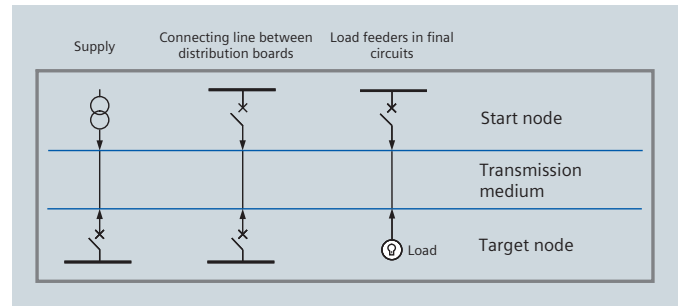 Supply
Connecting line between
distribution boards
Load feeders in final
circuits
Start node
Transmission
medium
Load
Target node